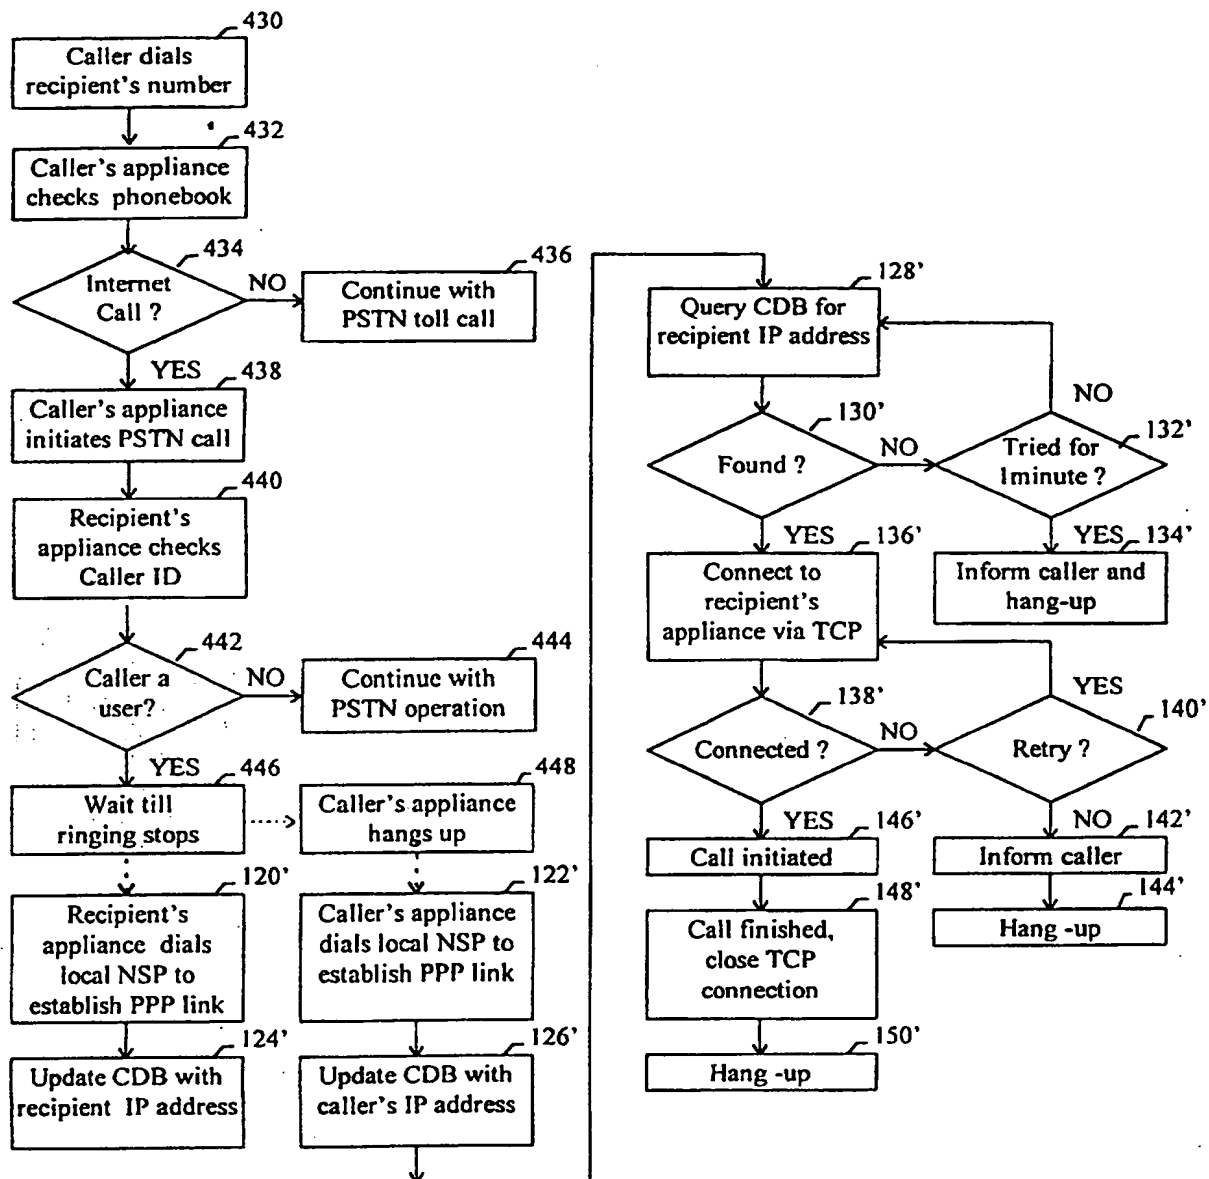 430
Caller dials
recipient's number
432
Caller's appliance
checks phonebook
434
Internet
Call ?
NO
436
Continue with
PSTN toll call
YES
438
Caller's appliance
initiates PSTN call
440
Recipient's
appliance checks
Caller ID
442
Caller a
user?
NO
444
Continue with
PSTN operation
YES
446
Wait till
ringing stops
448
Caller's appliance
hangs up
120'
Recipient's
appliance dials
local NSP to
establish PPP link
122'
Caller's appliance
dials local NSP to
establish PPP link
124'
Update CDB with
recipient IP address
126'
Update CDB with
caller's IP address
128'
Query CDB for
recipient IP address
130'
Found ?
NO
132'
Tried for
1minute ?
NO
YES
134'
Inform caller and
hang-up
YES
136'
Connect to
recipient's
appliance via TCP
138'
Connected ?
NO
140'
Retry ?
YES
NO
142'
Inform caller
144'
Hang -up
YES
146'
Call initiated
148'
Call finished,
close TCP
connection
150'
Hang -up